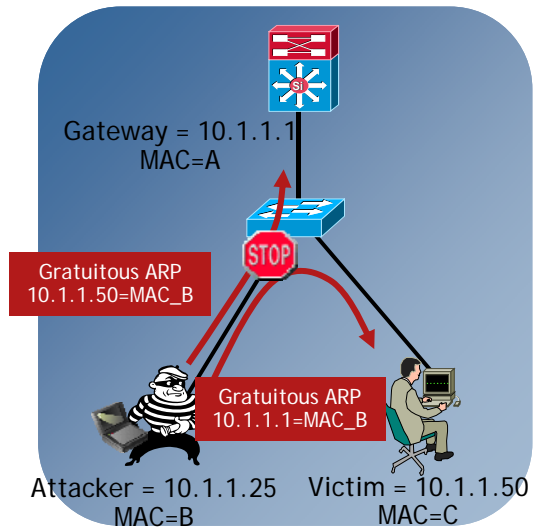 Si
Gateway = 10.1.1.1
MAC=A
STOP
Gratuitous ARP
10.1.1.50=MAC_B
Gratuitous ARP
10.1.1.1=MAC_B
Attacker = 10.1.1.25
MAC=B
Victim = 10.1.1.50
MAC=C